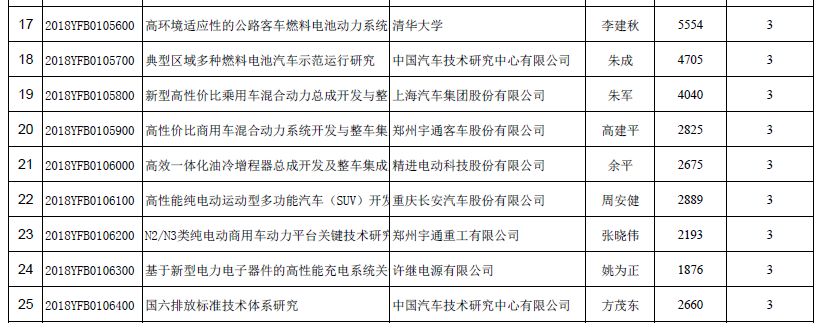 17 2018YFB0105600 高环境适应性的公路客车燃料电池动力系统 清华大学 李建秋 5554 3
18 2018YFB0105700 典型区域多种燃料电池汽车示范运行研究 中国汽车技术研究中心有限公司 朱成 4705 3
19 2018YFB0105800 新型高性价比乘用车混合动力总成开发与整 上海汽车集团股份有限公司 朱军 4040 3
20 2018YFB0105900 高性价比商用车混合动力系统开发与整车集 郑州宇通客车股份有限公司 高建平 2825 3
21 2018YFB0106000 高效一体化油冷增程器总成开发及整车集成 精进电动科技股份有限公司 余平 2675 3
22 2018YFB0106100 高性能纯电动运动型多功能汽车（SUV）开发 重庆长安汽车股份有限公司 周安健 2889 3
23 2018YFB0106200 N2/N3类纯电动商用车动力平台关键技术研究 郑州宇通重工有限公司 张晓伟 2193 3
24 2018YFB0106300 基于新型电力电子器件的高性能充电系统关 许继电源有限公司 姚为正 1876 3
25 2018YFB0106400 国六排放标准技术体系研究 中国汽车技术研究中心有限公司 方茂东 2660 3